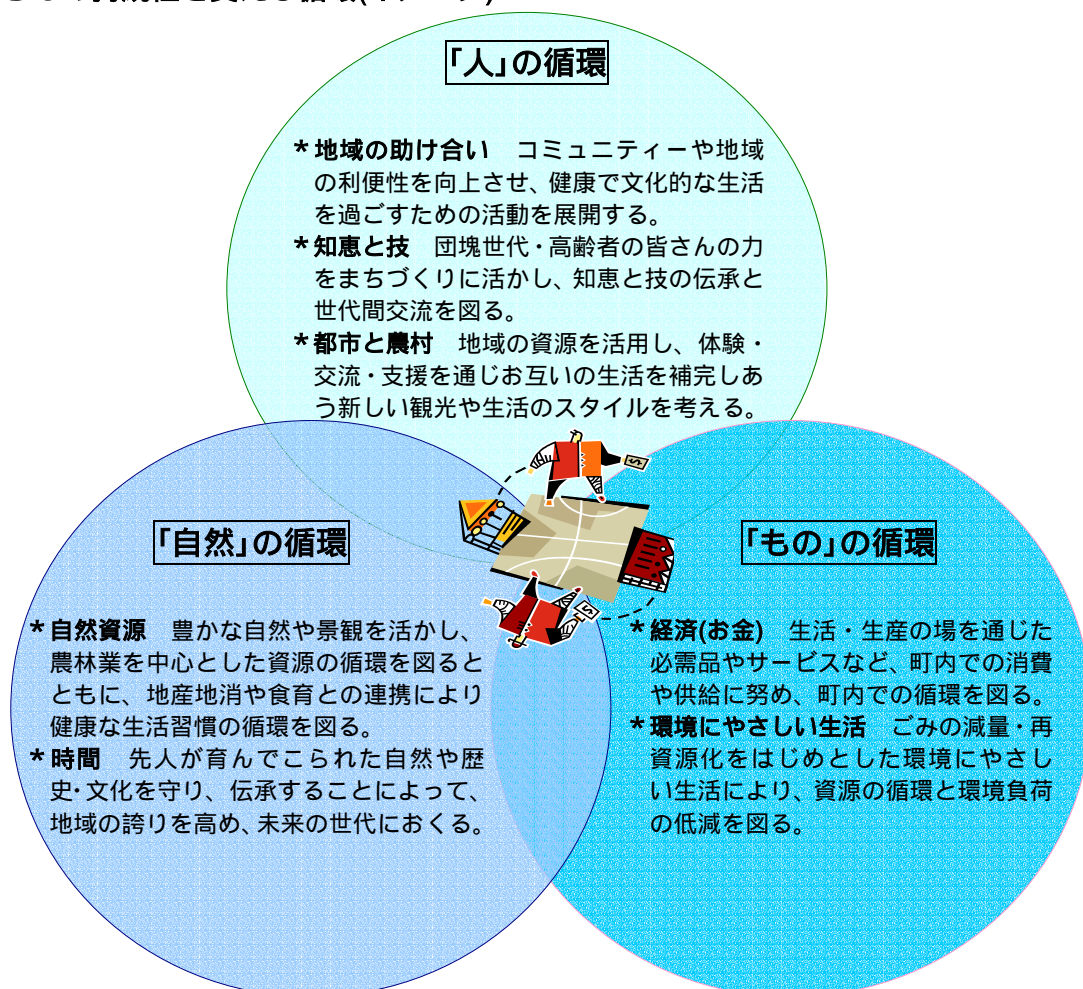 「人」の循環
*地域の助け合い　コミュニティーや地域
の利便性を向上させ、健康で文化的な生活
を過ごすための活動を展開する。
*知恵と技　団塊世代・高齢者の皆さんの力
をまちづくりに活かし、知恵と技の伝承と
世代間交流を図る。
*都市と農村　地域の資源を活用し、体験・
交流・支援を通じお互いの生活を補完しあ
う新しい観光や生活のスタイルを考える。
「自然」の循環
*自然資源　豊かな自然や景観を活かし、
農林業を中心とした資源の循環を図ると
ともに、地産地消や食育との連携により
健康な生活習慣の循環を図る。
*時間　先人が育んでこられた自然や歴
史・文化を守り、伝承することによって、
地域の誇りを高め、未来の世代におくる。
「もの」の循環
*経済(お金)　生活・生産の場を通じた
必需品やサービスなど、町内での消費
や供給に努め、町内での循環を図る。
*環境にやさしい生活　ごみの減量・再
資源化をはじめとした環境にやさし
い生活により、資源の循環と環境負荷
の低減を図る。